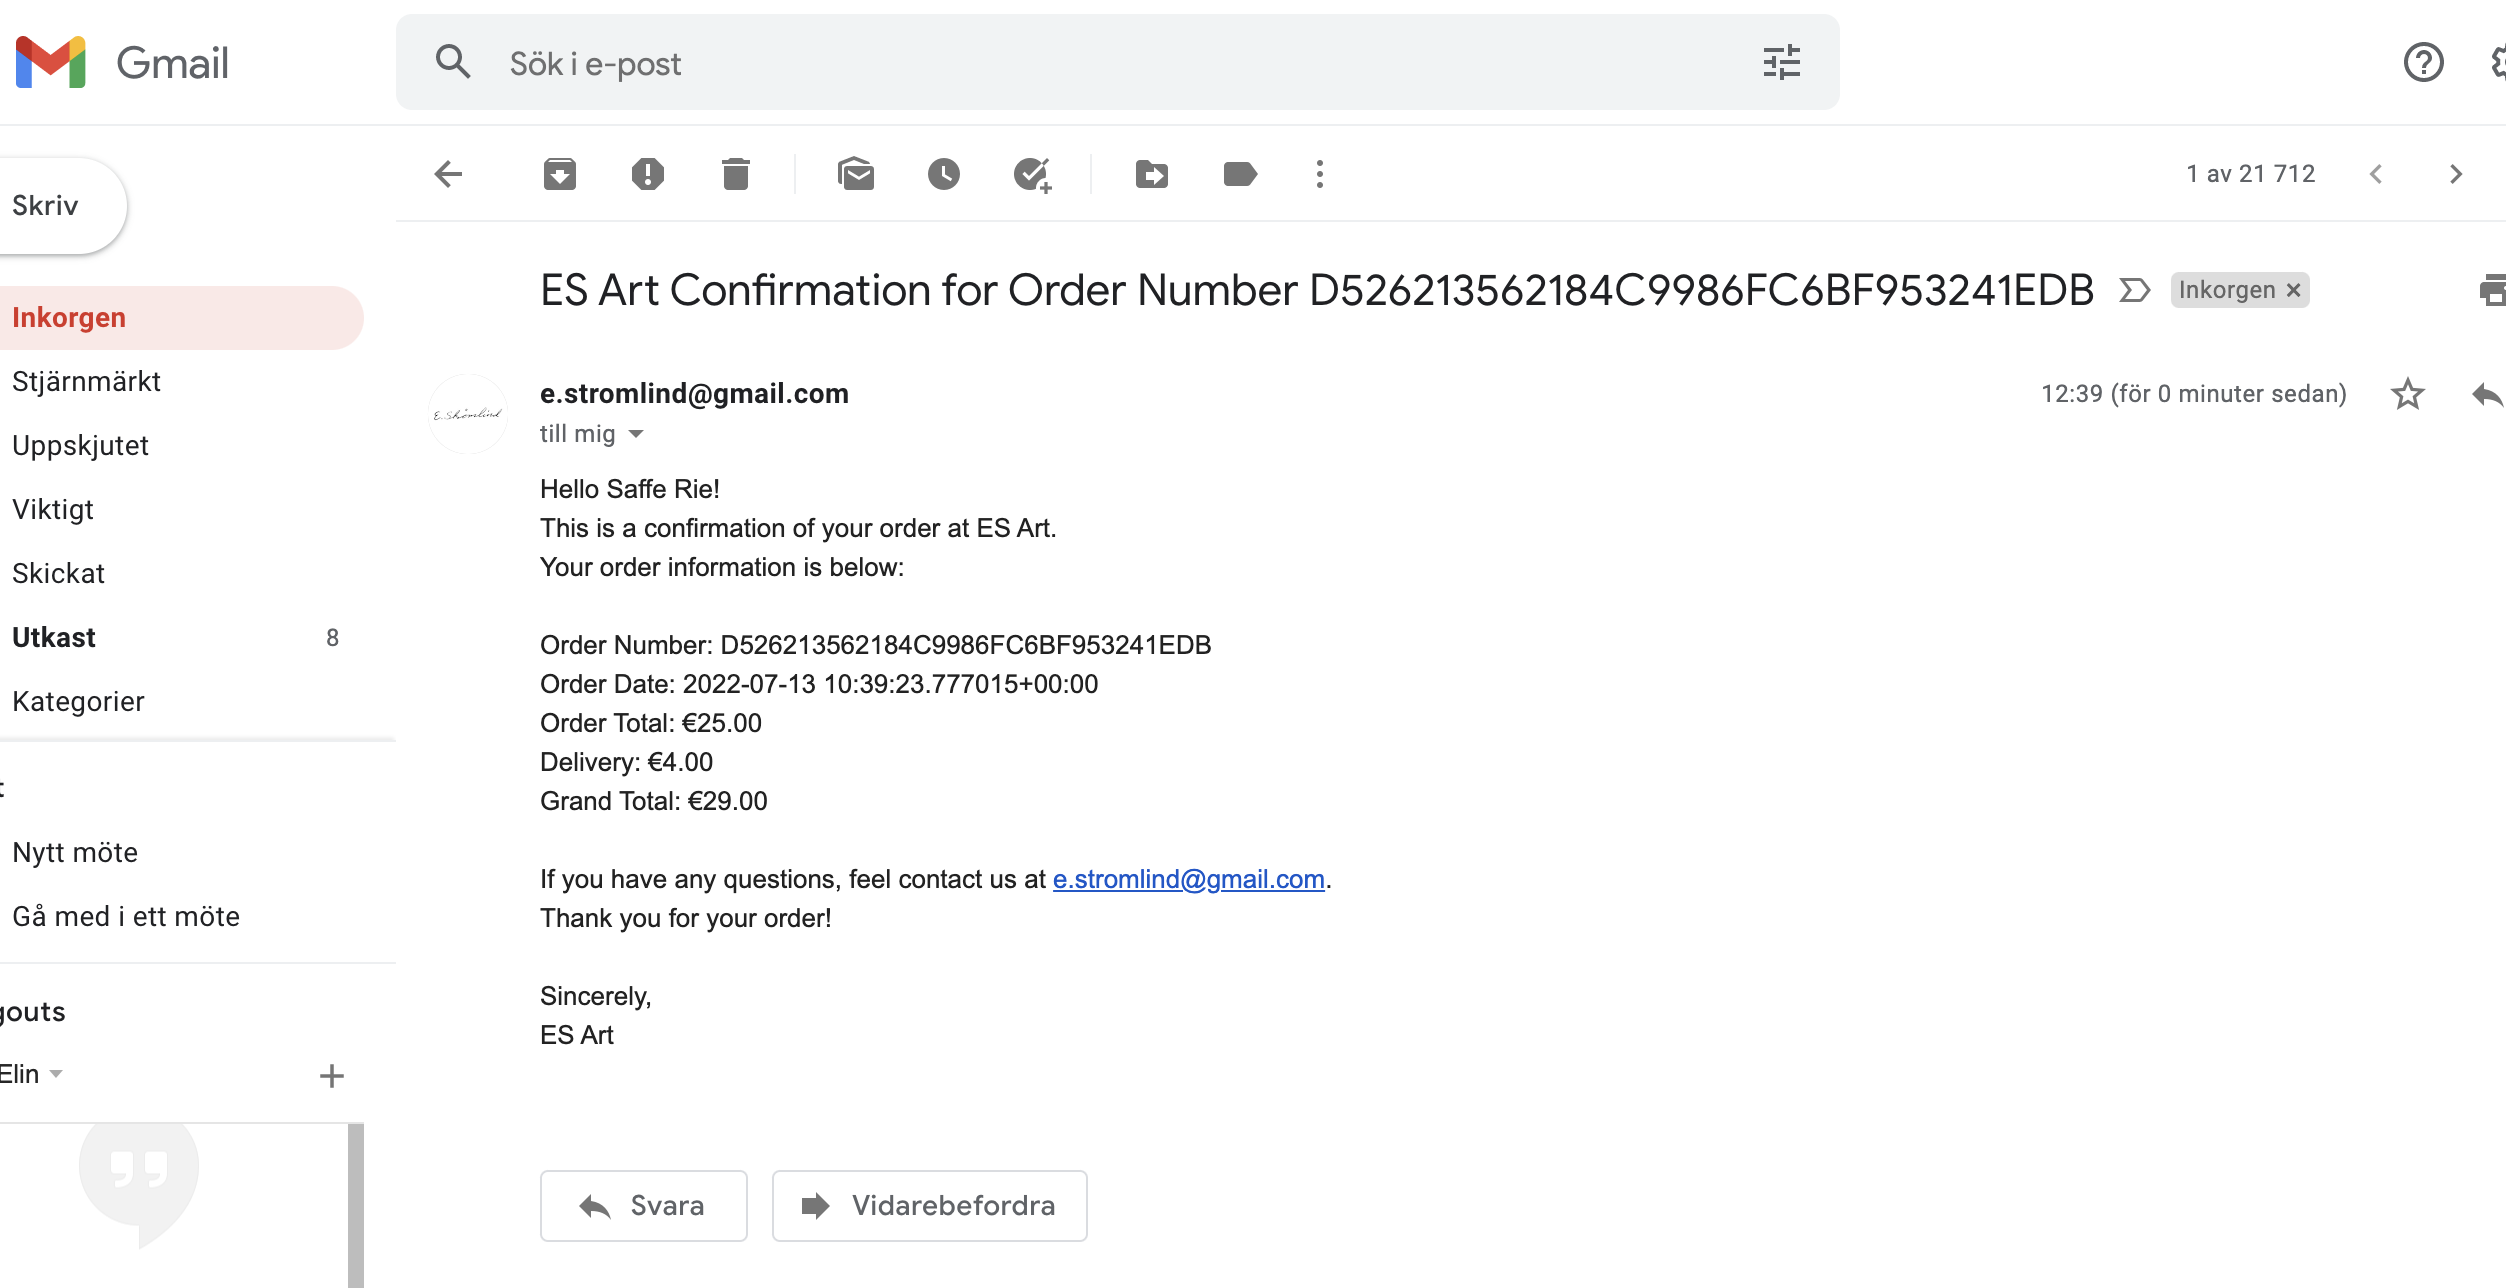 Gmail
Sök i e-post
Skriv
1 av 21 712
Inkorgen
Stjärnmärkt
Uppskjutet
Viktigt
Skickat
Utkast 8
Kategorier
Nytt möte
Gå med i ett möte
gouts
Elin
ES Art Confirmation for Order Number D526213562184C9986FC6BF953241EDB
Inkorgen ×
e.stromlind@gmail.com
12:39 (för 0 minuter sedan)
till mig
Hello Saffe Rie!
This is a confirmation of your order at ES Art.
Your order information is below:
Order Number: D526213562184C9986FC6BF953241EDB
Order Date: 2022-07-13 10:39:23.777015+00:00
Order Total: €25.00
Delivery: €4.00
Grand Total: €29.00
If you have any questions, feel contact us at e.stromlind@gmail.com.
Thank you for your order!
Sincerely,
ES Art
Svara
Vidarebefordra